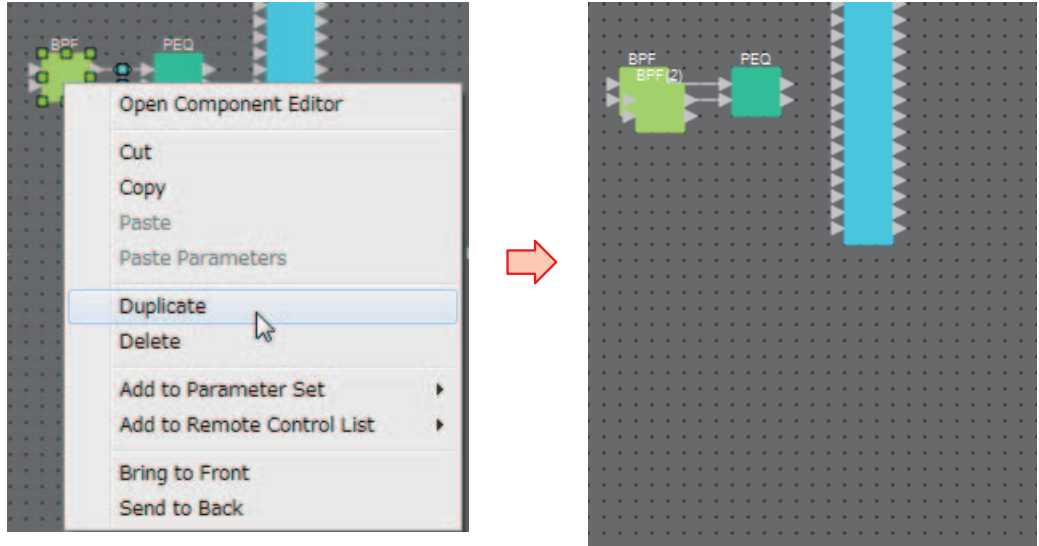 BPF
PEQ
Open Component Editor
Cut
Copy
Paste
Paste Parameters
Duplicate
Delete
Add to Parameter Set
Add to Remote Control List
Bring to Front
Send to Back
BPF
PEQ
BPF(2)